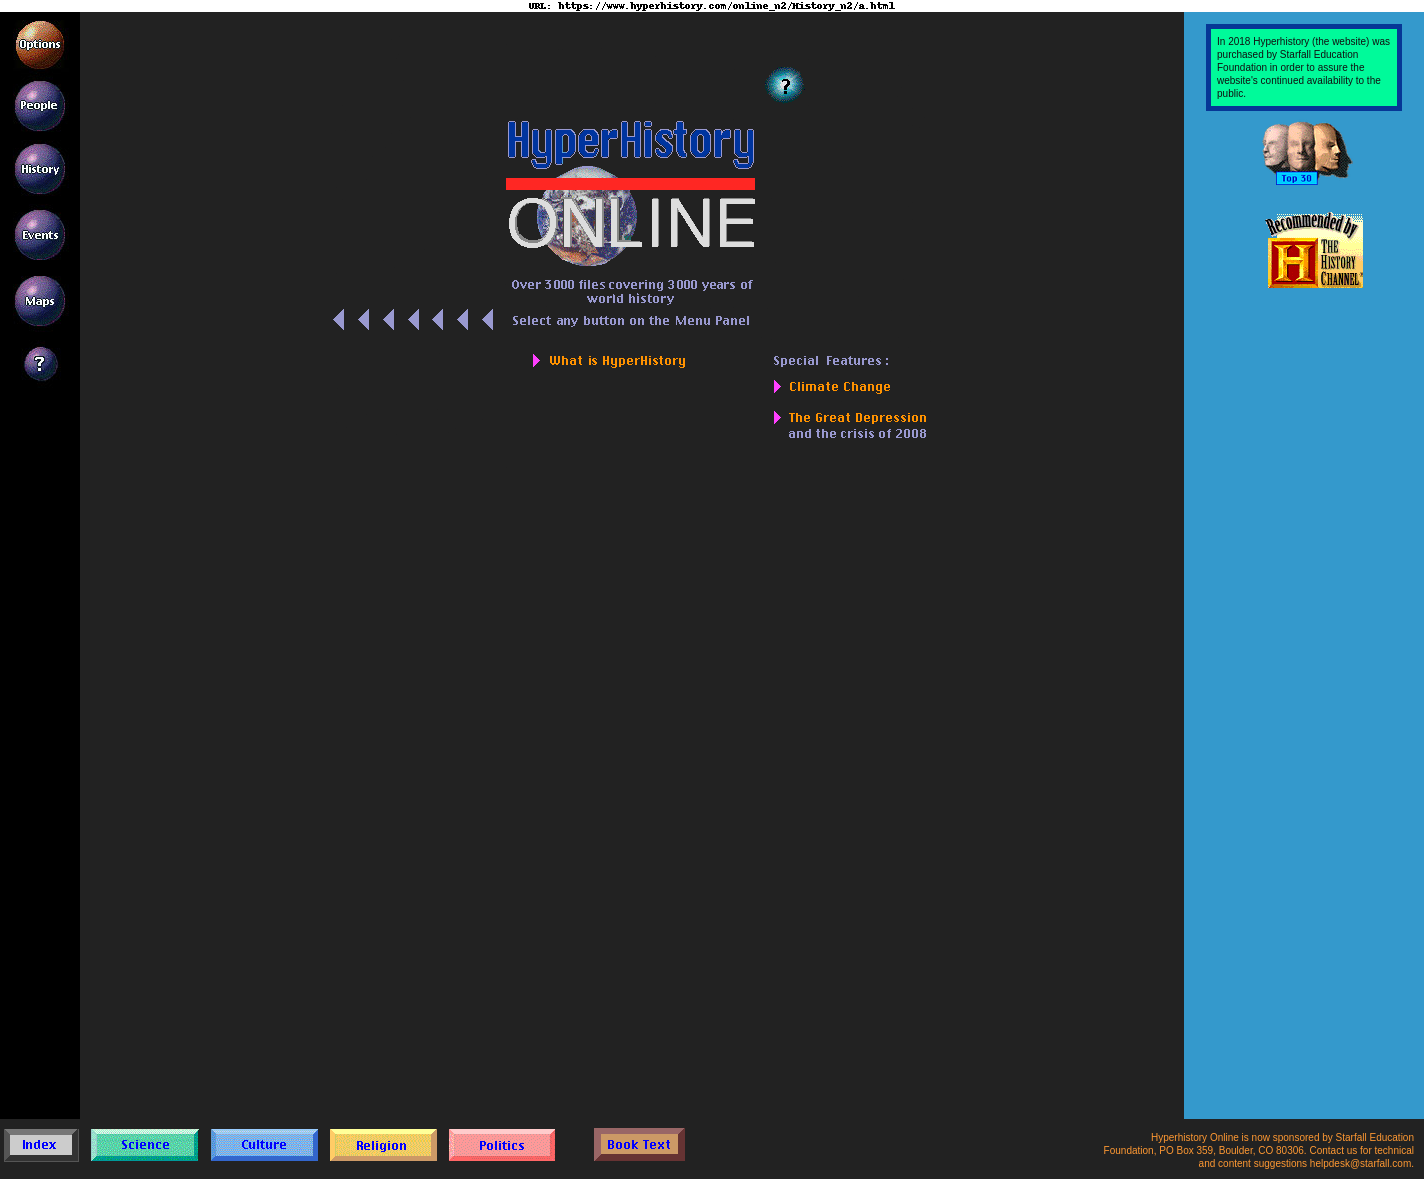 URL: https://www.hyperhistory.com/online_n2/History_n2/a.html
Options
People
History
Events
Maps
?
?
HyperHistory
ONLINE
Over 3000 files covering 3000 years of
world history
Select any button on the Menu Panel
What is HyperHistory
Special Features :
Climate Change
The Great Depression
and the crisis of 2008
In 2018 Hyperhistory (the website) was
purchased by Starfall Education
Foundation in order to assure the
website's continued availability to the
public.
Top 30
Recommended by
H
THE
HISTORY
CHANNEL
Index
Science
Culture
Religion
Politics
Book Text
Hyperhistory Online is now sponsored by Starfall Education
Foundation, PO Box 359, Boulder, CO 80306. Contact us for technical
and content suggestions helpdesk@starfall.com.